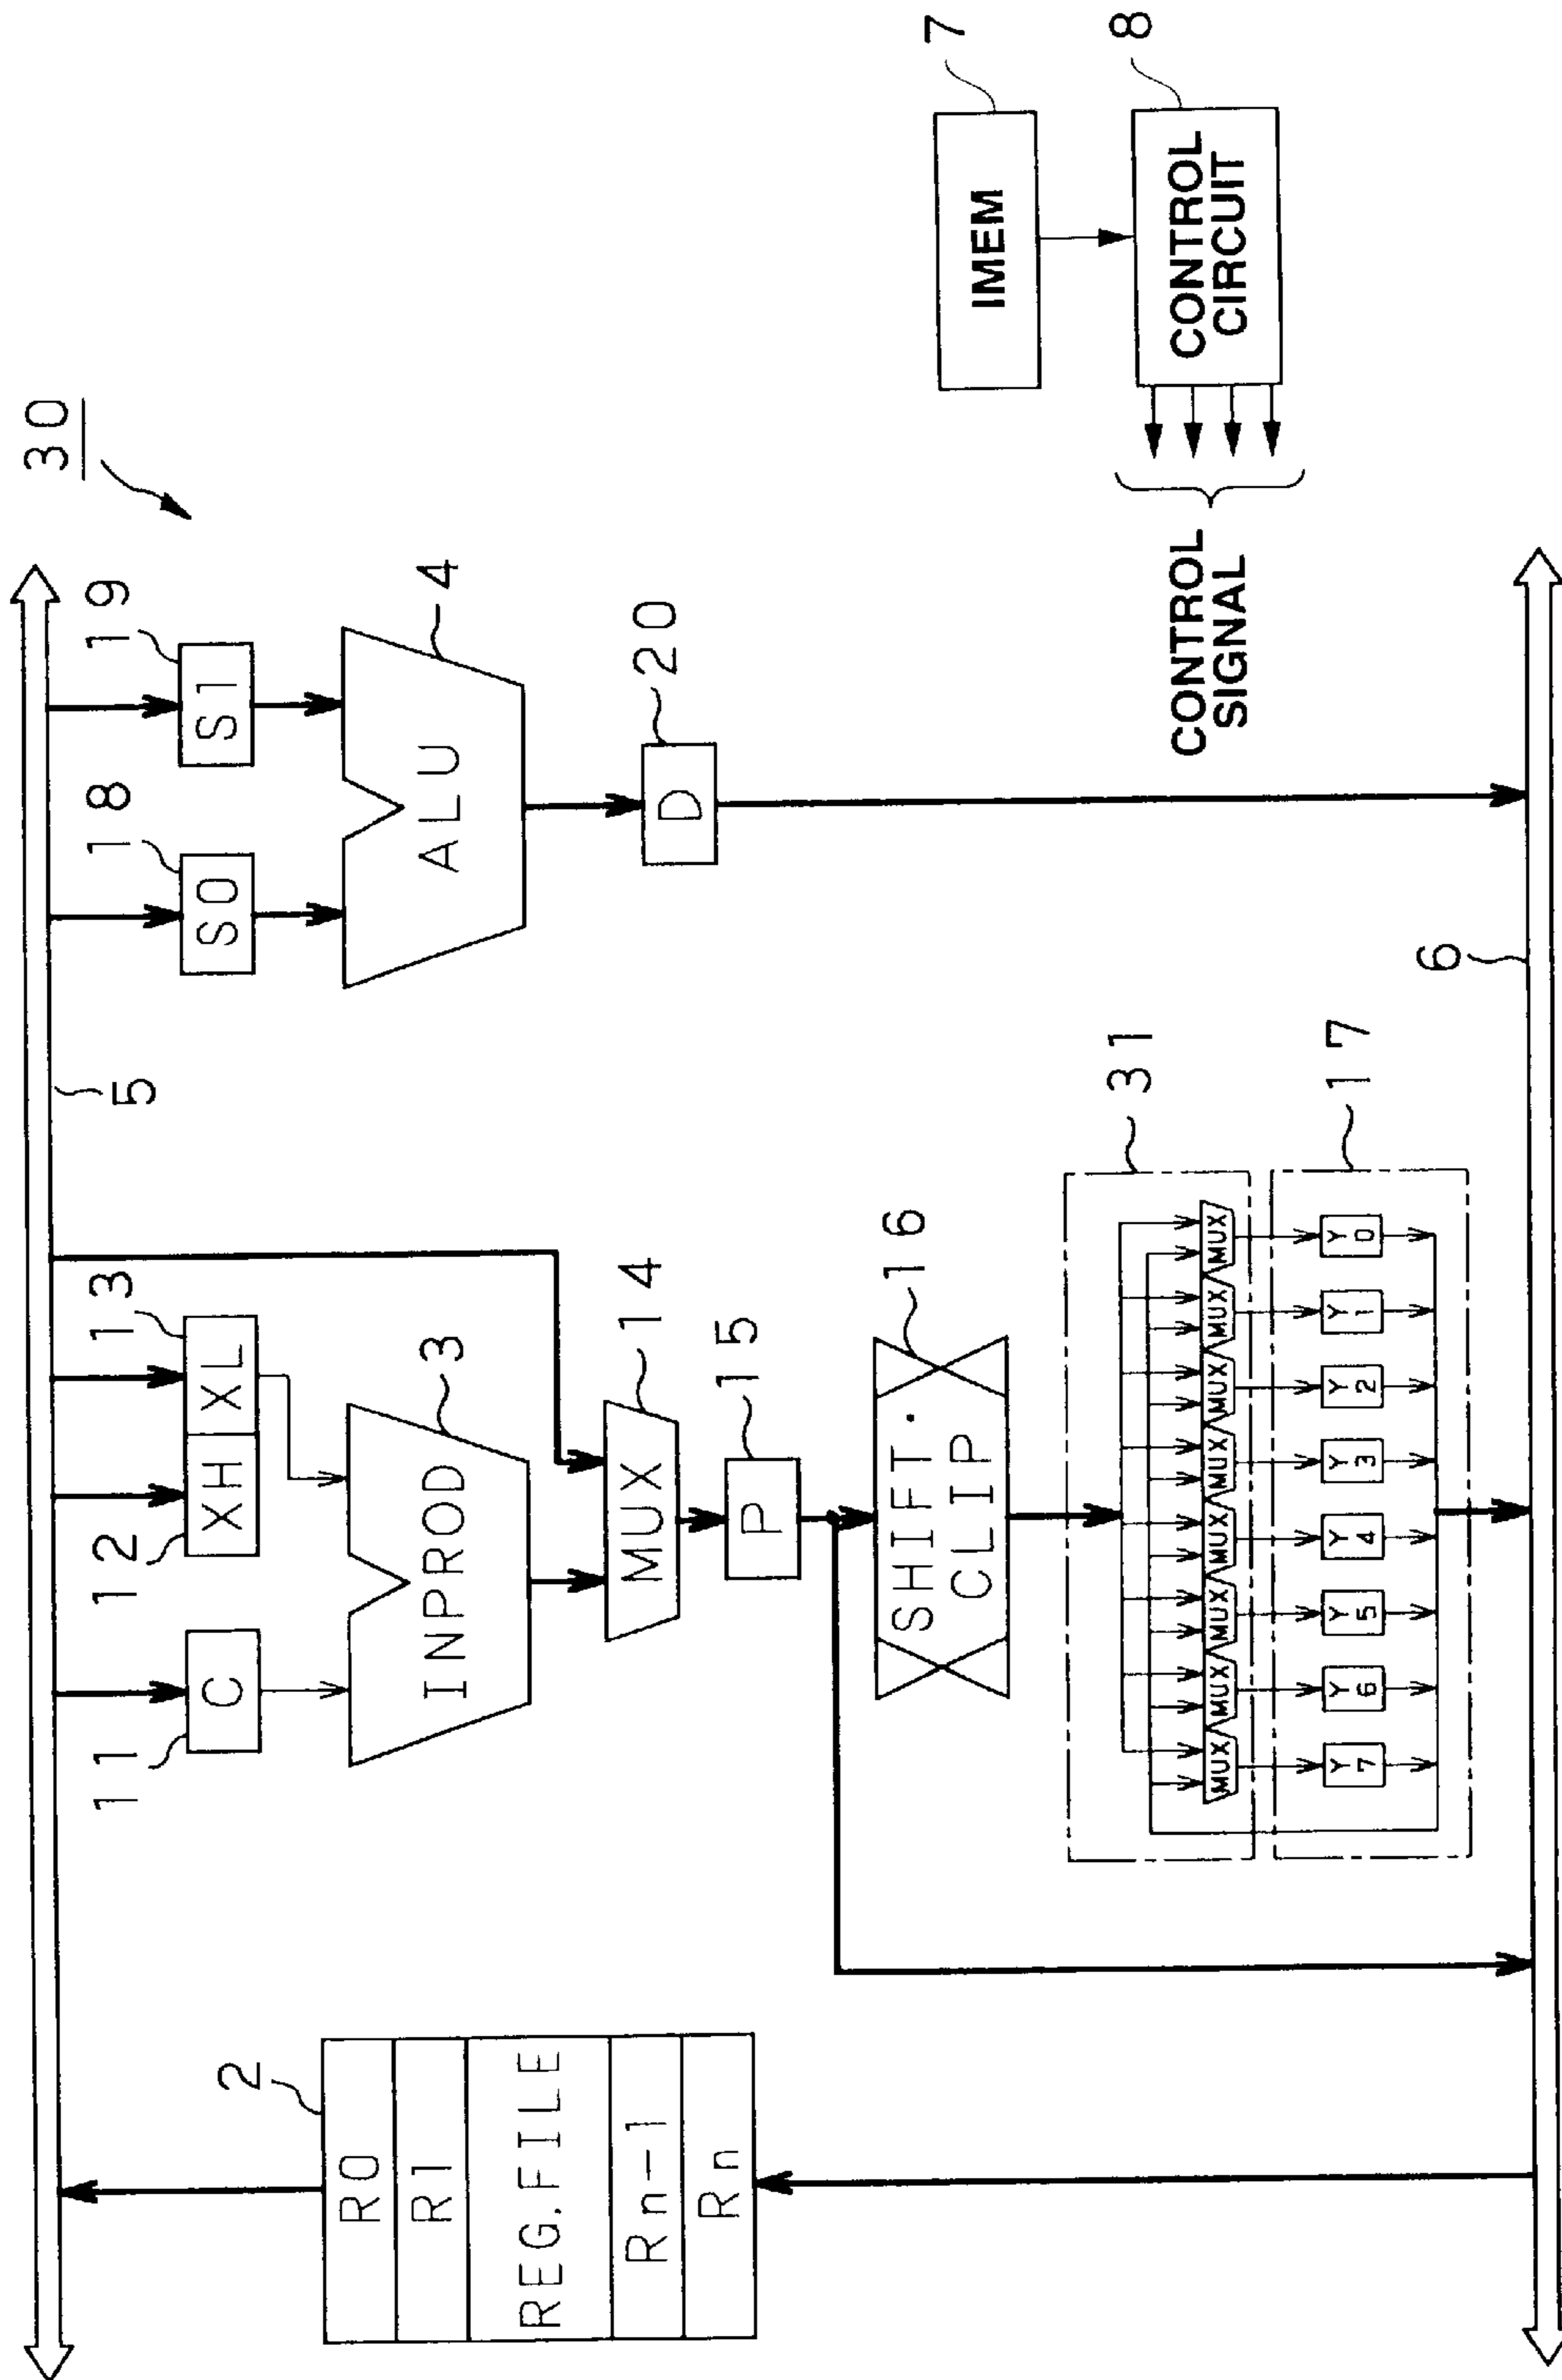 30
5
2
R0
R1
REG.FILE
Rn-1
Rn
11
C
12
XH
XL
13
INPROD
3
MUX
14
P
15
SHIFT·
CLIP
16
31
MUX
MUX
MUX
MUX
MUX
MUX
MUX
MUX
17
Y7
Y6
Y5
Y4
Y3
Y2
Y1
Y0
18
S0
19
S1
ALU
4
D
20
6
IMEM
7
CONTROL
CIRCUIT
8
CONTROL
SIGNAL